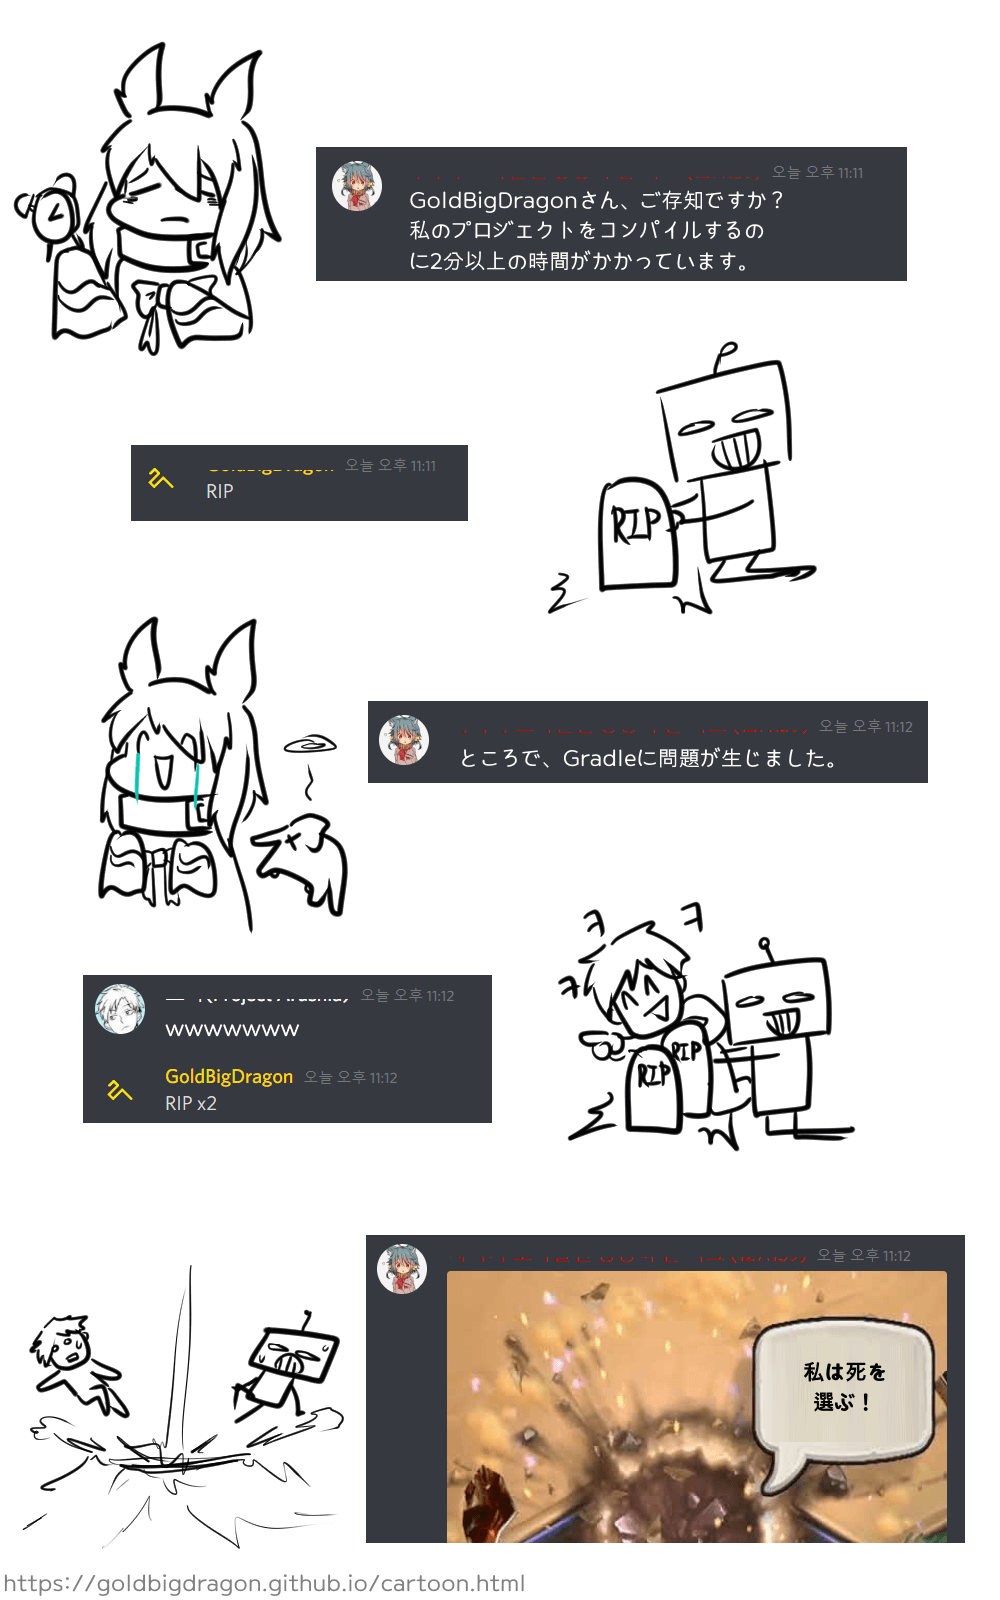 오늘 오후 11:11
GoldBigDragonさん、ご存知ですか？
私のプロジェクトをコンパイルするの
に2分以上の時間がかかっています。
GoldBigDragon 오늘 오후 11:11
RIP
RIP
오늘 오후 11:12
ところで、Gradleに問題が生じました。
ㅋ ㅋ
ㅋ
(Project Arashia) 오늘 오후 11:12
wwwwwww
GoldBigDragon 오늘 오후 11:12
RIP x2
RIP
RIP
오늘 오후 11:12
私は死を
選ぶ！
https://goldbigdragon.github.io/cartoon.html